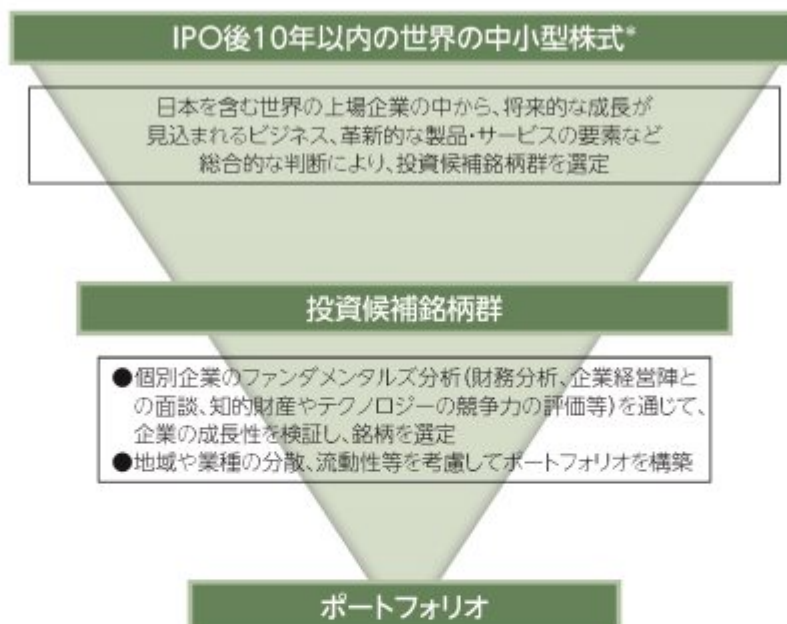 IPO後10年以内の世界の中小型株式*
日本を含む世界の上場企業の中から、将来的な成長が
見込まれるビジネス、革新的な製品・サービスの要素など
総合的な判断により、投資候補銘柄群を選定
投資候補銘柄群
●個別企業のファンダメンタルズ分析(財務分析、企業経営陣と
の面談、知的財産やテクノロジーの競争力の評価等)を通じて、
企業の成長性を検証し、銘柄を選定
●地域や業種の分散、流動性等を考慮してポートフォリオを構築
ポートフォリオ